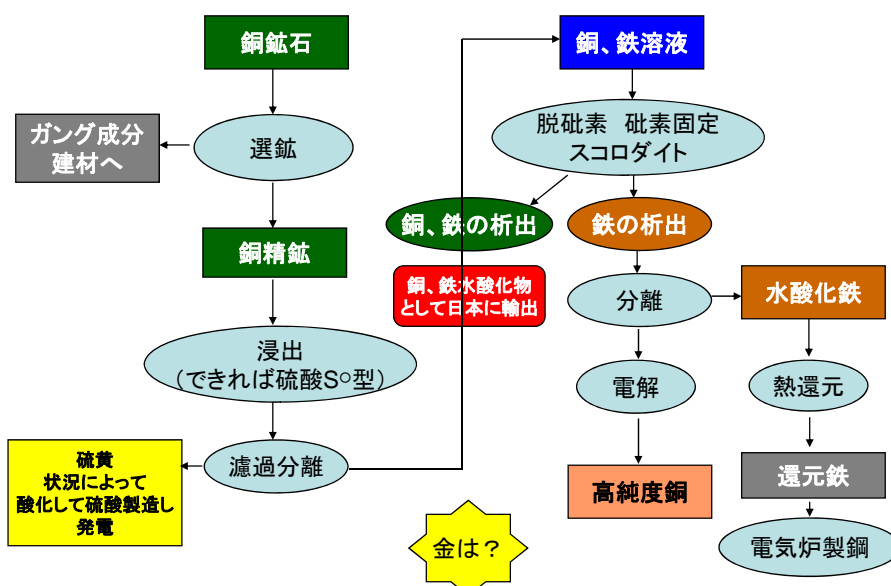 銅鉱石
ガング成分
建材へ
選鉱
銅精鉱
浸出
（できれば硫酸S○型）
硫黄
状況によって
酸化して硫酸製造し
発電
濾過分離
銅、鉄溶液
脱砒素 砒素固定
スコロダイト
銅、鉄の析出
鉄の析出
銅、鉄水酸化物
として日本に輸出
分離
水酸化鉄
電解
熱還元
高純度銅
還元鉄
電気炉製鋼
金は？